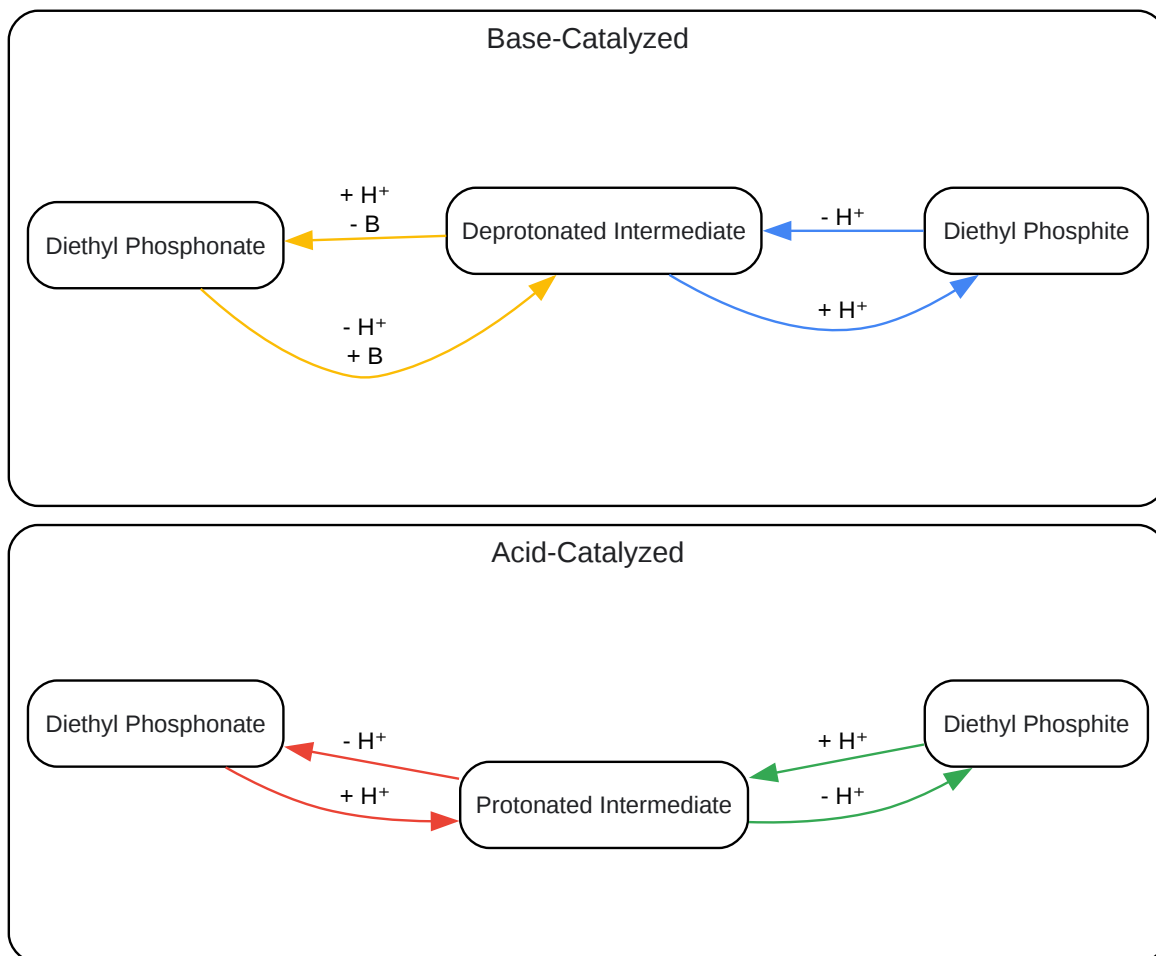 Base-Catalyzed
+ H⁺
- B
- H⁺
Diethyl Phosphonate
Deprotonated Intermediate
Diethyl Phosphite
+ H⁺
- H⁺
+ B
Acid-Catalyzed
Diethyl Phosphonate
Diethyl Phosphite
- H⁺
+ H⁺
+ H⁺
- H⁺
Protonated Intermediate